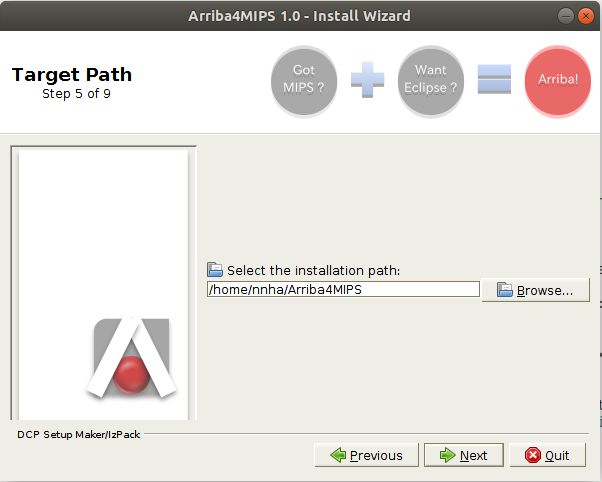 Arriba4MIPS 1.0 - Install Wizard
Target Path
Step 5 of 9
Got
MIPS ?
Want
Eclipse ?
Arriba!
Select the installation path:
/home/nnha/Arriba4MIPS
Browse...
DCP Setup Maker/IzPack
Previous
Next
Quit